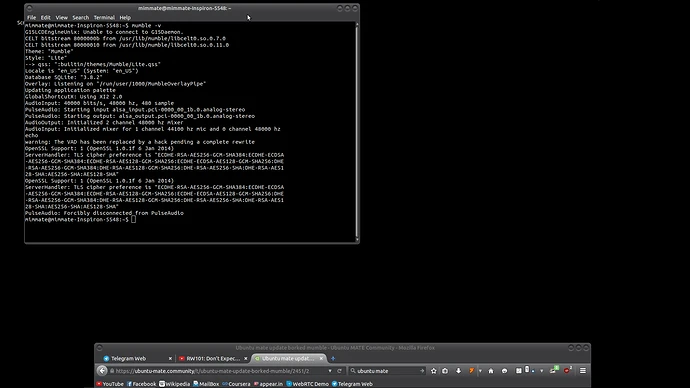 Sc
mimmate@mimmate-Inspiron-5548: ~
File Edit View Search Terminal Help
mimmate@mimmate-Inspiron-5548:~$ mumble -v
G15LCDEngineUnix: Unable to connect to G15Daemon.
CELT bitstream 8000000b from /usr/lib/mumble/libcelt0.so.0.7.0
CELT bitstream 80000010 from /usr/lib/mumble/libcelt0.so.0.11.0
Theme: "Mumble"
Style: "Lite"
--> qss: ":builtin/themes/Mumble/Lite.qss"
Locale is "en_US" (System: "en_US")
Database SQLite: "3.8.2"
Overlay: Listening on "/run/user/1000/MumbleOverlayPipe"
Updating application palette
GlobalShortcutX: Using XI2 2.0
AudioInput: 40000 bits/s, 48000 hz, 480 sample
PulseAudio: Starting input alsa_input.pci-0000_00_1b.0.analog-stereo
PulseAudio: Starting output: alsa_output.pci-0000_00_1b.0.analog-stereo
AudioOutput: Initialized 2 channel 48000 hz mixer
AudioInput: Initialized mixer for 1 channel 44100 hz mic and 0 channel 48000 hz
echo
warning: The VAD has been replaced by a hack pending a complete rewrite
OpenSSL Support: 1 (OpenSSL 1.0.1f 6 Jan 2014)
ServerHandler: TLS cipher preference is "ECDHE-RSA-AES256-GCM-SHA384:ECDHE-ECDSA
-AES256-GCM-SHA384:ECDHE-RSA-AES128-GCM-SHA256:ECDHE-ECDSA-AES128-GCM-SHA256:DHE
-RSA-AES256-GCM-SHA384:DHE-RSA-AES128-GCM-SHA256:DHE-RSA-AES256-SHA:DHE-RSA-AES1
28-SHA:AES256-SHA:AES128-SHA"
OpenSSL Support: 1 (OpenSSL 1.0.1f 6 Jan 2014)
ServerHandler: TLS cipher preference is "ECDHE-RSA-AES256-GCM-SHA384:ECDHE-ECDSA
-AES256-GCM-SHA384:ECDHE-RSA-AES128-GCM-SHA256:ECDHE-ECDSA-AES128-GCM-SHA256:DHE
-RSA-AES256-GCM-SHA384:DHE-RSA-AES128-GCM-SHA256:DHE-RSA-AES256-SHA:DHE-RSA-AES1
28-SHA:AES256-SHA:AES128-SHA"
PulseAudio: Forcibly disconnected from PulseAudio
mimmate@mimmate-Inspiron-5548:~$
Ubuntu mate update borked mumble - Ubuntu MATE Community - Mozilla Firefox
Telegram Web
RW101: Don't Expec...
Ubuntu mate updat...
https://ubuntu-mate.community/t/ubuntu-mate-update-borked-mumble/2451/2
ubuntu mate
YouTube Facebook Wikipedia MailBox Coursera appear.in WebRTC Demo Telegram Web